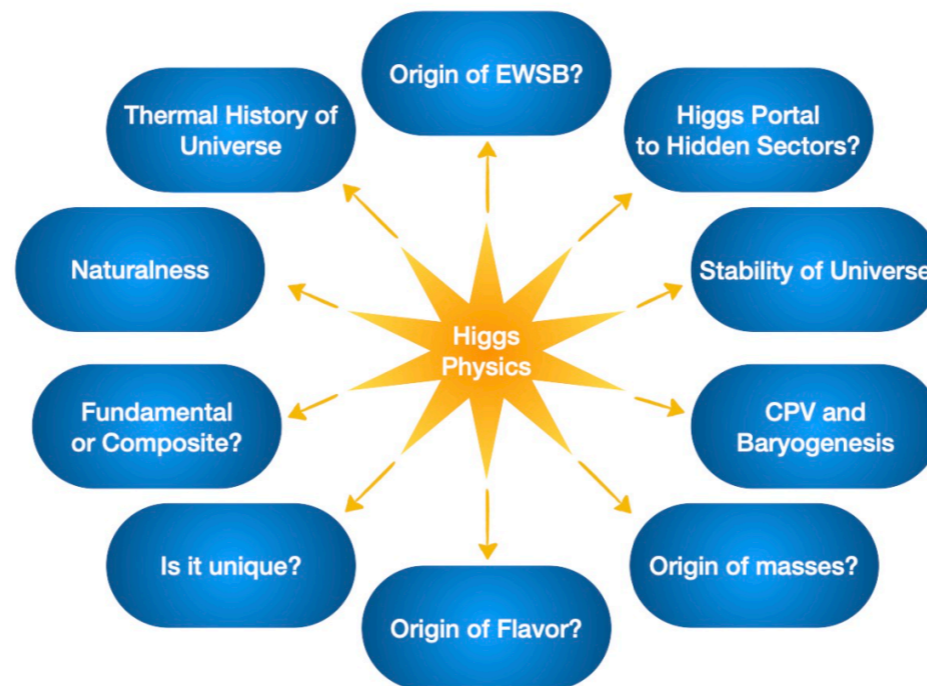 Origin of EWSB?
Thermal History of
Universe
Higgs Portal
to Hidden Sectors?
Naturalness
Stability of Universe
Higgs
Physics
Fundamental
or Composite?
CPV and
Baryogenesis
Is it unique?
Origin of masses?
Origin of Flavor?